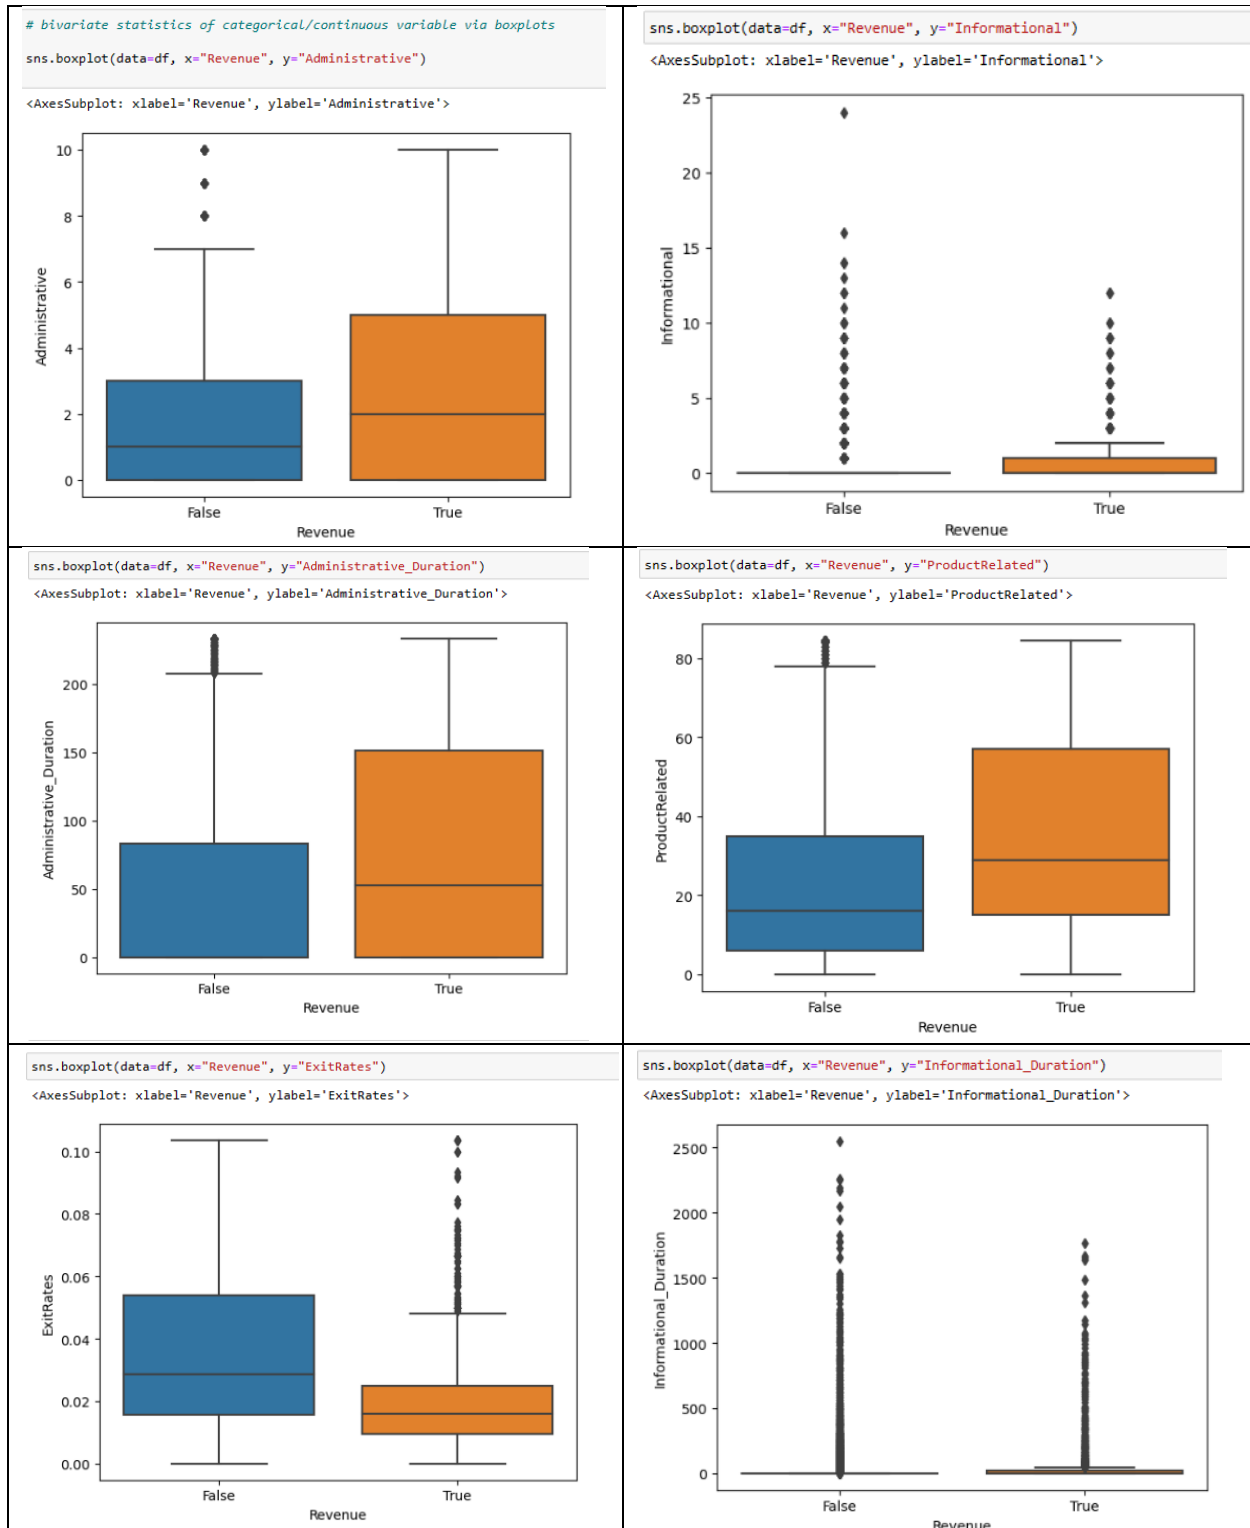 # bivariate statistics of categorical/continuous variable via boxplots
sns.boxplot(data=df, x="Revenue", y="Administrative")
<AxesSubplot: xlabel='Revenue', ylabel='Administrative'>
10
8
6
4
2
0
Administrative
False True
Revenue
sns.boxplot(data=df, x="Revenue", y="Informational")
<AxesSubplot: xlabel='Revenue', ylabel='Informational'>
25
20
15
10
5
0
Informational
False True
Revenue
sns.boxplot(data=df, x="Revenue", y="Administrative_Duration")
<AxesSubplot: xlabel='Revenue', ylabel='Administrative_Duration'>
200
150
100
50
0
Administrative_Duration
False True
Revenue
sns.boxplot(data=df, x="Revenue", y="ProductRelated")
<AxesSubplot: xlabel='Revenue', ylabel='ProductRelated'>
80
60
40
20
0
ProductRelated
False True
Revenue
sns.boxplot(data=df, x="Revenue", y="ExitRates")
<AxesSubplot: xlabel='Revenue', ylabel='ExitRates'>
0.10
0.08
0.06
0.04
0.02
0.00
ExitRates
False True
Revenue
sns.boxplot(data=df, x="Revenue", y="Informational_Duration")
<AxesSubplot: xlabel='Revenue', ylabel='Informational_Duration'>
2500
2000
1500
1000
500
0
Informational_Duration
False True
Revenue